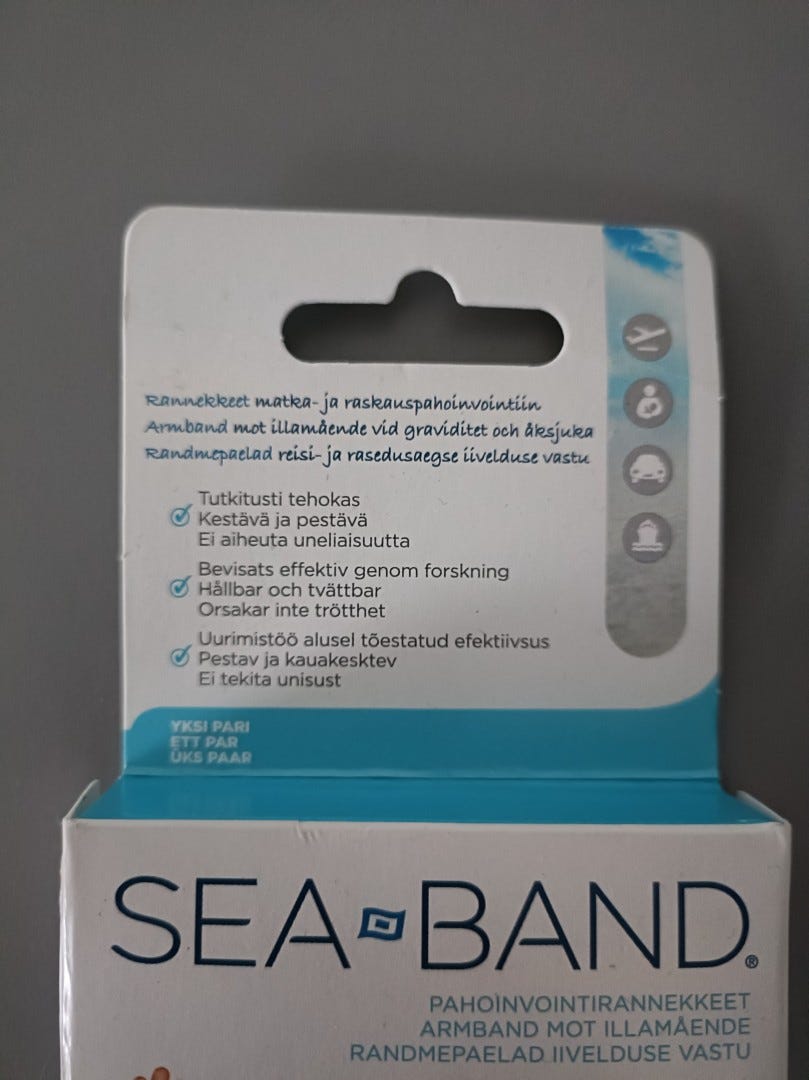 Rannekkeet matka- ja raskauspahoinvointiin
Armband mot illamående vid graviditet och åksjuka
Randmepaelad reisi- ja rasedusaegse iivelduse vastu
Tutkitusti tehokas
Kestävä ja pestävä
Ei aiheuta uneliaisuutta
Bevisats effektiv genom forskning
Hållbar och tvättbar
Orsakar inte trötthet
Uurimistöö alusel tõestatud efektiivsus
Pestav ja kauakesktev
Ei tekita unisust
YKSI PARI
ETT PAR
ÜKS PAAR
SEA-BAND®
PAHOINVOINTIRANNEKKEET
ARMBAND MOT ILLAMÅENDE
RANDMEPAELAD IIVELDUSE VASTU